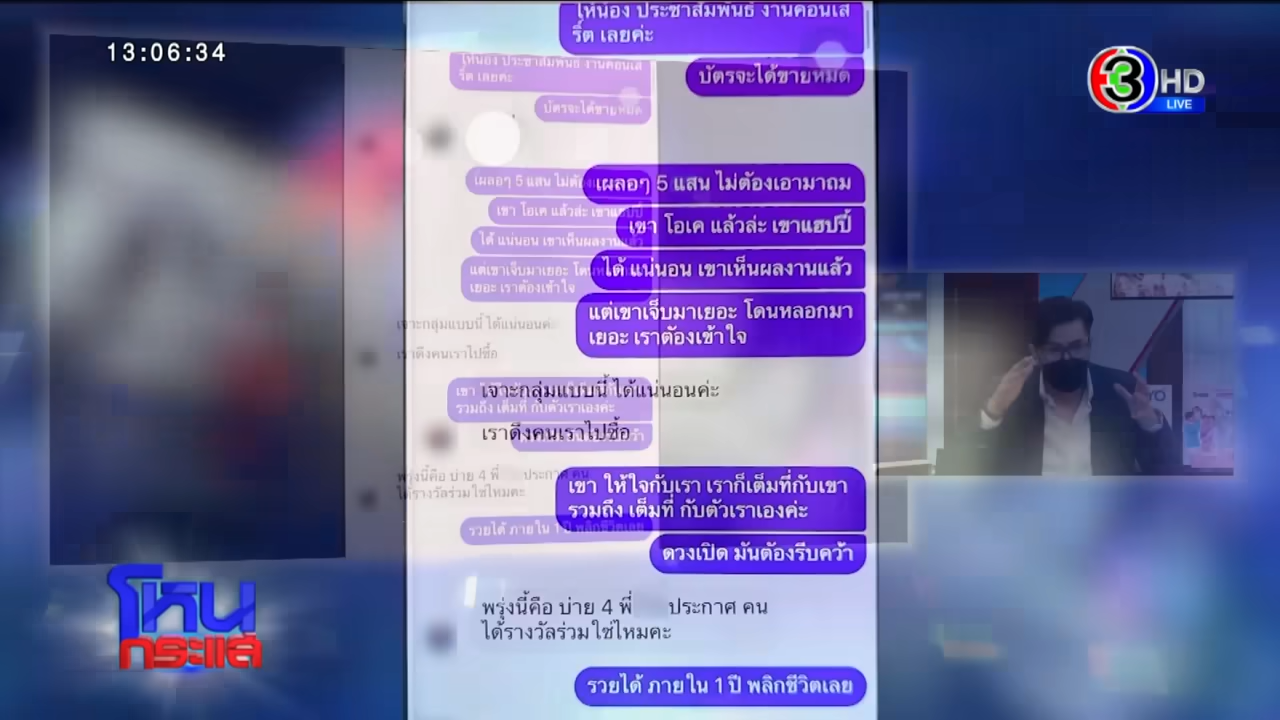 13:06:34
3 HD
LIVE
ให้น้อง ประชาสัมพันธ์ งานคอนเสิ
ร์ต เลยค่ะ
บัตรจะได้ขายหมด
เผลอๆ 5 แสน ไม่ต้องเอามาถม
เขา โอเค แล้วล่ะ เขาแฮปปี้
ได้ แน่นอน เขาเห็นผลงานแล้ว
แต่เขาเจ็บมาเยอะ โดนหลอกมา
เยอะ เราต้องเข้าใจ
เจาะกลุ่มแบบนี้ ได้แน่นอนค่ะ
เราดึงคนเราไปซื้อ
เขา ให้ใจกับเรา เราก็เต็มที่กับเขา
รวมถึง เต็มที่ กับตัวเราเองค่ะ
ดวงเปิด มันต้องรีบคว้า
พรุ่งนี้คือ บ่าย 4 พี่ ประกาศ คน
ได้รางวัลร่วมใช่ไหมคะ
รวยได้ ภายใน 1 ปี พลิกชีวิตเลย
โหน
กระแส